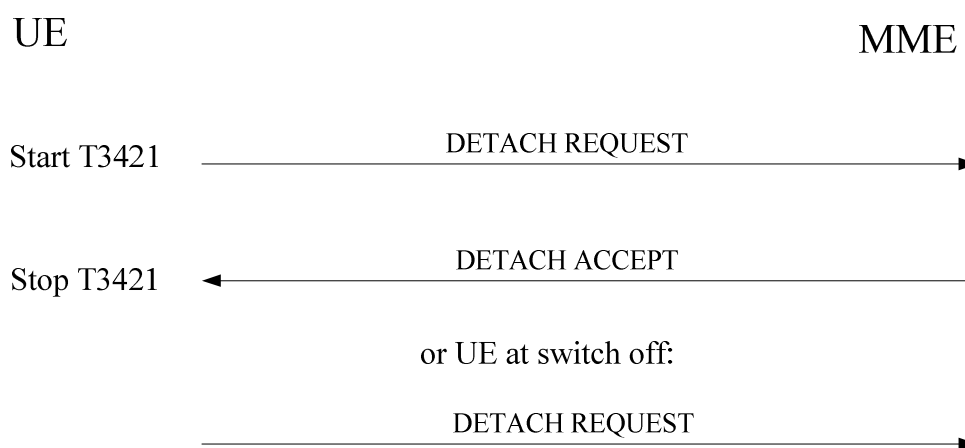 UE
MME
Start T3421
DETACH REQUEST
Stop T3421
DETACH ACCEPT
or UE at switch off:
DETACH REQUEST